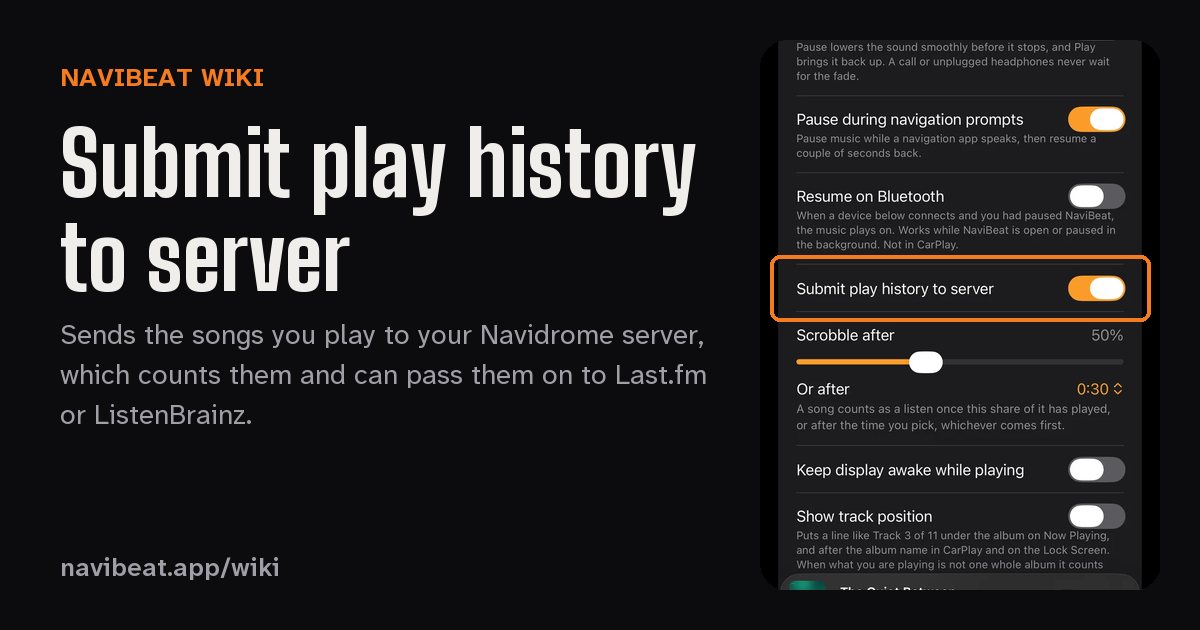 NAVIBEAT WIKI
Submit play history
to server
Sends the songs you play to your Navidrome server,
which counts them and can pass them on to Last.fm
or ListenBrainz.
navibeat.app/wiki
Pause lowers the sound smoothly before it stops, and Play
brings it back up. A call or unplugged headphones never wait
for the fade.
Pause during navigation prompts
Pause music while a navigation app speaks, then resume a
couple of seconds back.
Resume on Bluetooth
When a device below connects and you had paused NaviBeat,
the music plays on. Works while NaviBeat is open or paused in
the background. Not in CarPlay.
Submit play history to server
Scrobble after 50%
Or after 0:30
A song counts as a listen once this share of it has played,
or after the time you pick, whichever comes first.
Keep display awake while playing
Show track position
Puts a line like Track 3 of 11 under the album on Now Playing,
and after the album name in CarPlay and on the Lock Screen.
When what you are playing is not one whole album it counts
The Quiet Between